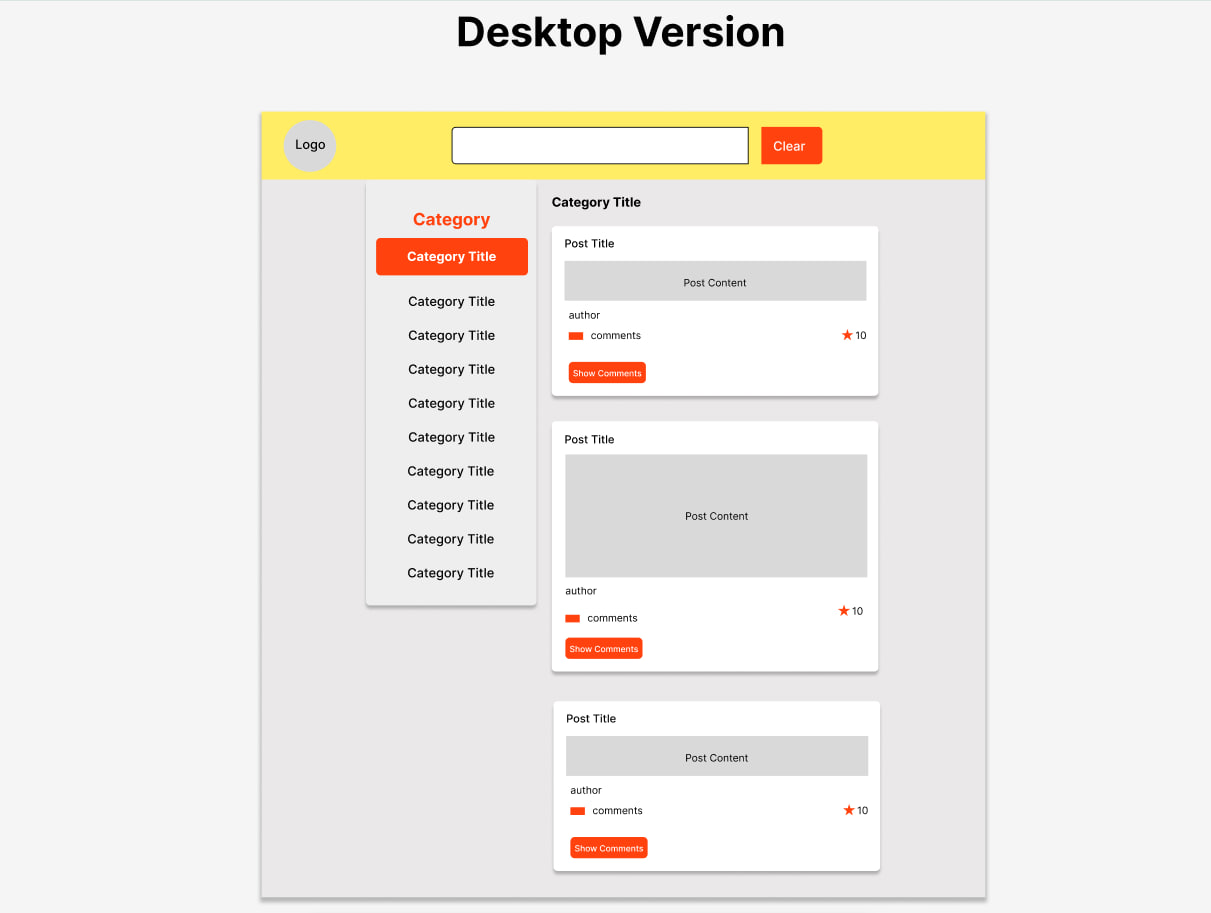 Desktop Version
Logo
Clear
Category
Category Title
Category Title
Category Title
Category Title
Category Title
Category Title
Category Title
Category Title
Category Title
Category Title
Category Title
Post Title
Post Content
author
comments
10
Show Comments
Post Title
Post Content
author
comments
10
Show Comments
Post Title
Post Content
author
comments
10
Show Comments